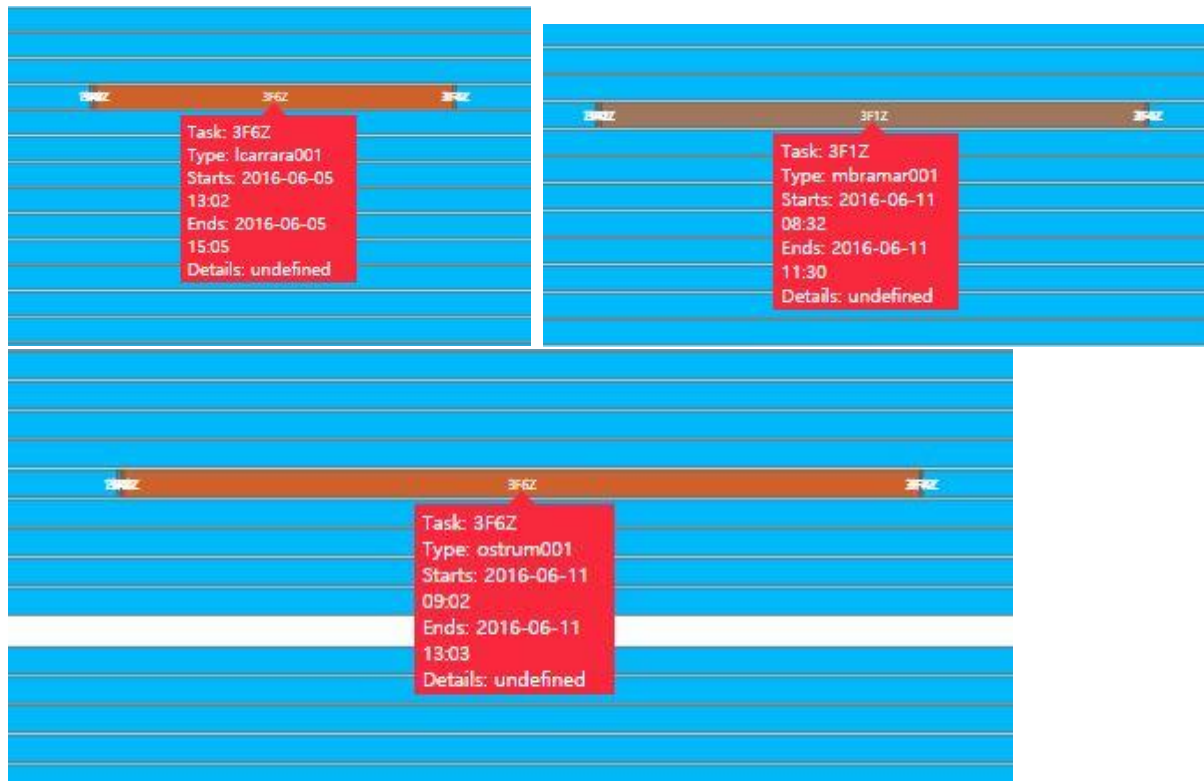 3F6Z
Task: 3F6Z
Type: lcarrara001
Starts: 2016-06-05
13:02
Ends: 2016-06-05
15:05
Details: undefined
3F1Z
Task: 3F1Z
Type: mbramar001
Starts: 2016-06-11
08:32
Ends: 2016-06-11
11:30
Details: undefined
3F6Z
Task: 3F6Z
Type: ostrum001
Starts: 2016-06-11
09:02
Ends: 2016-06-11
13:03
Details: undefined